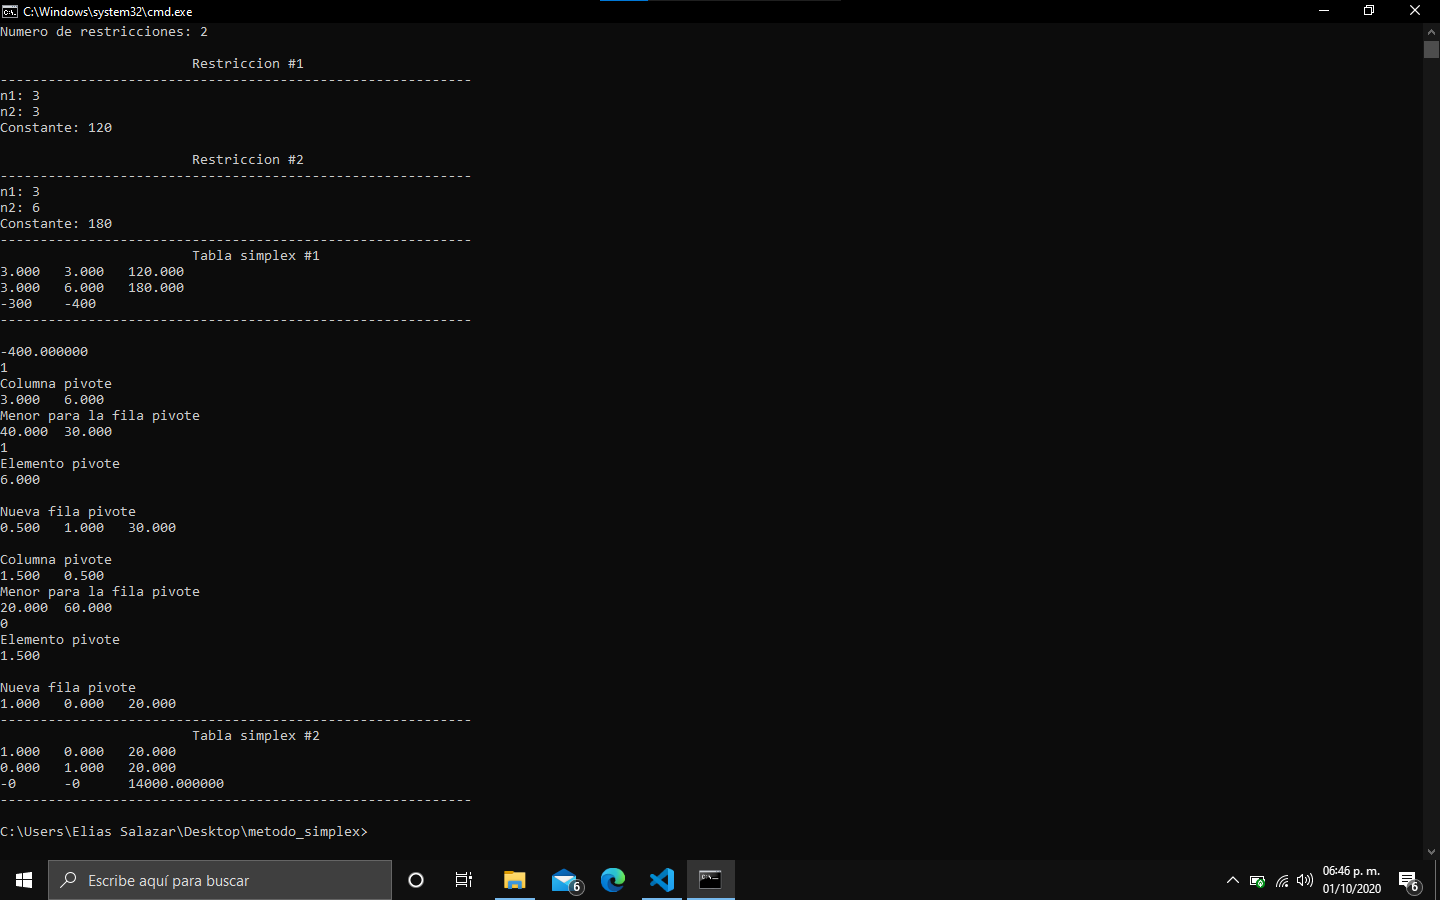 C:\Windows\system32\cmd.exe
Numero de restricciones: 2
Restriccion #1
-----------------------------------------------------------
n1: 3
n2: 3
Constante: 120
Restriccion #2
-----------------------------------------------------------
n1: 3
n2: 6
Constante: 180
-----------------------------------------------------------
Tabla simplex #1
3.000 3.000 120.000
3.000 6.000 180.000
-300 -400
-----------------------------------------------------------
-400.000000
1
Columna pivote
3.000 6.000
Menor para la fila pivote
40.000 30.000
1
Elemento pivote
6.000
Nueva fila pivote
0.500 1.000 30.000
Columna pivote
1.500 0.500
Menor para la fila pivote
20.000 60.000
0
Elemento pivote
1.500
Nueva fila pivote
1.000 0.000 20.000
-----------------------------------------------------------
Tabla simplex #2
1.000 0.000 20.000
0.000 1.000 20.000
-0 -0 14000.000000
-----------------------------------------------------------
C:\Users\Elias Salazar\Desktop\metodo_simplex>
Escribe aquí para buscar
6
06:46 p. m.
01/10/2020
6